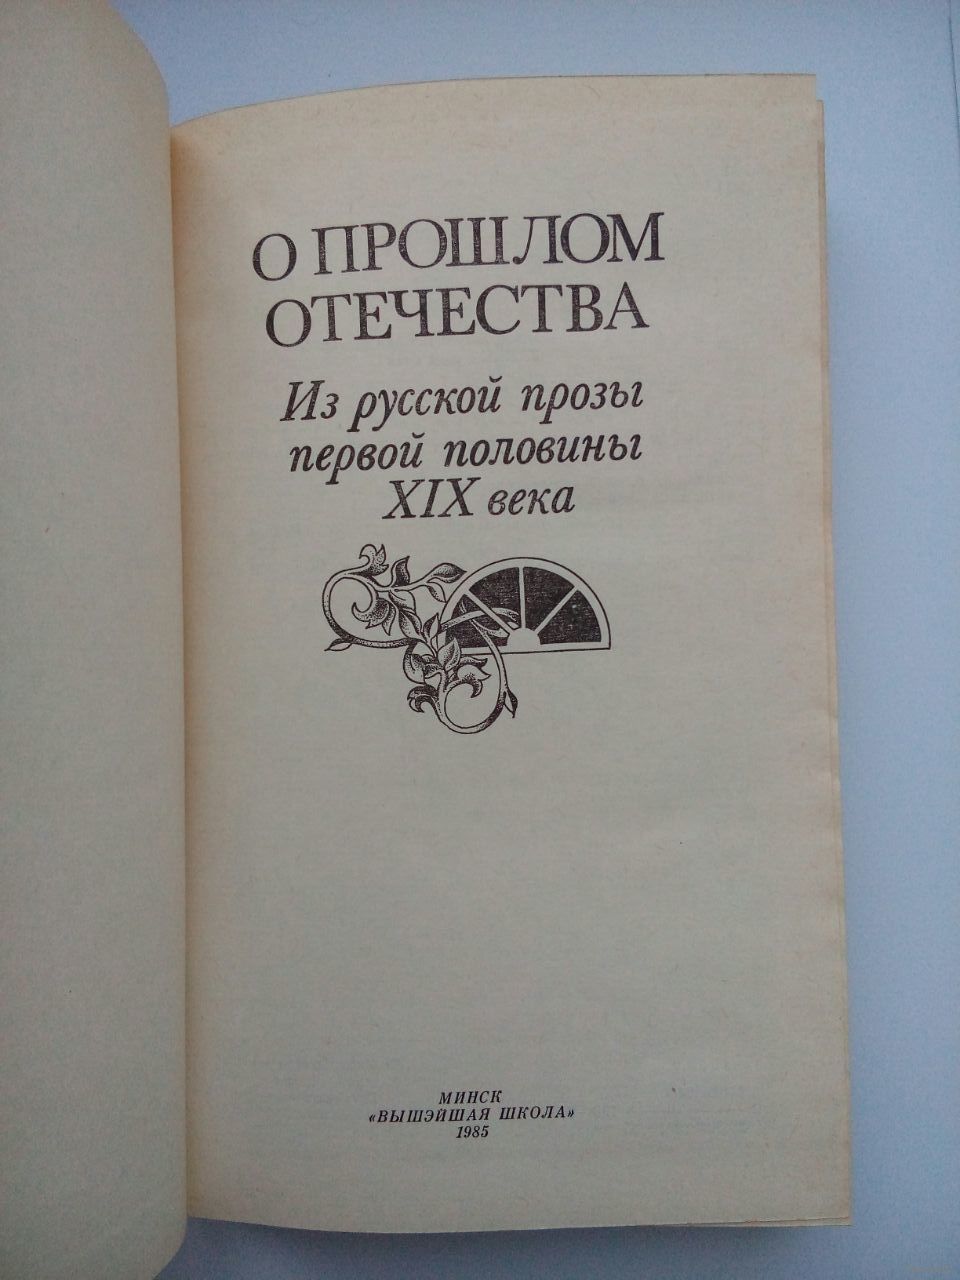 О ПРОШЛОМ
ОТЕЧЕСТВА
Из русской прозы
первой половины
XIX века
МИНСК
«ВЫШЭЙШАЯ ШКОЛА»
1985